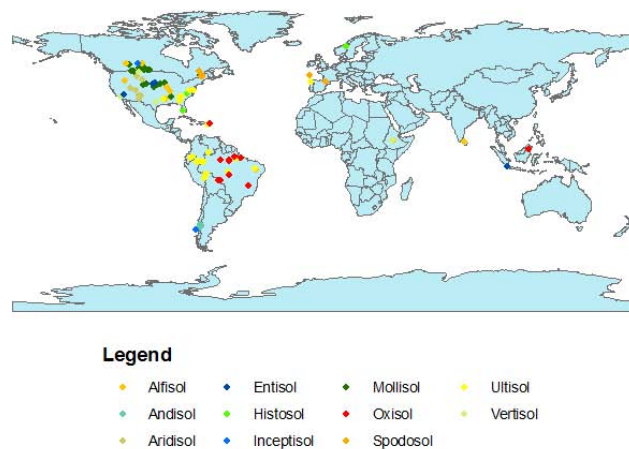 Legend
Alfisol Entisol Mollisol Ultisol
Andisol Histosol Oxisol Vertisol
Aridisol Inceptisol Spodosol